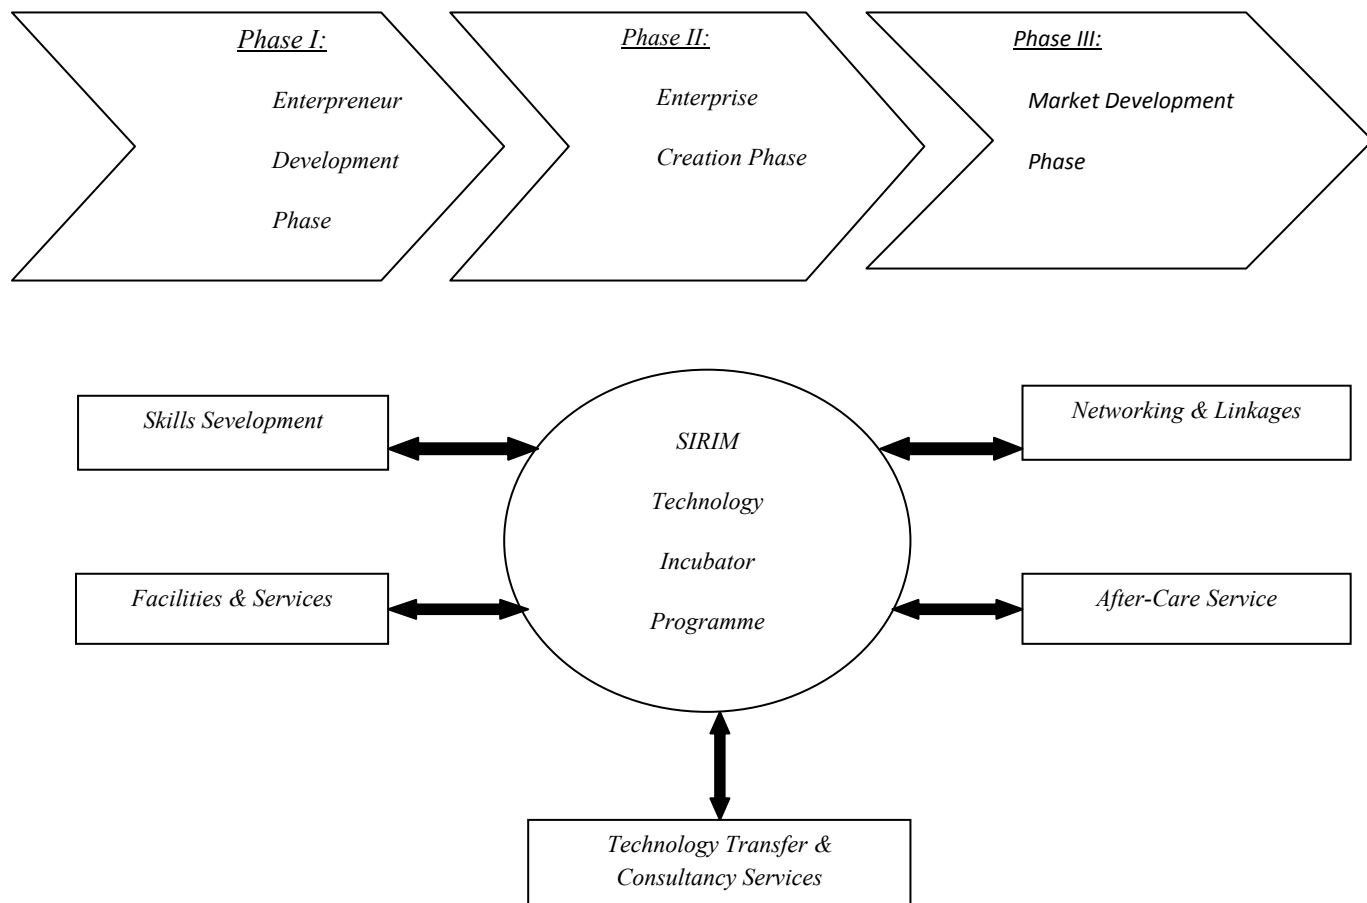 Phase I:
Enterpreneur
Development
Phase
Phase II:
Enterprise
Creation Phase
Phase III:
Market Development
Phase
Skills Sevelopment
Networking & Linkages
SIRIM
Technology
Incubator
Programme
Facilities & Services
After-Care Service
Technology Transfer &
Consultancy Services